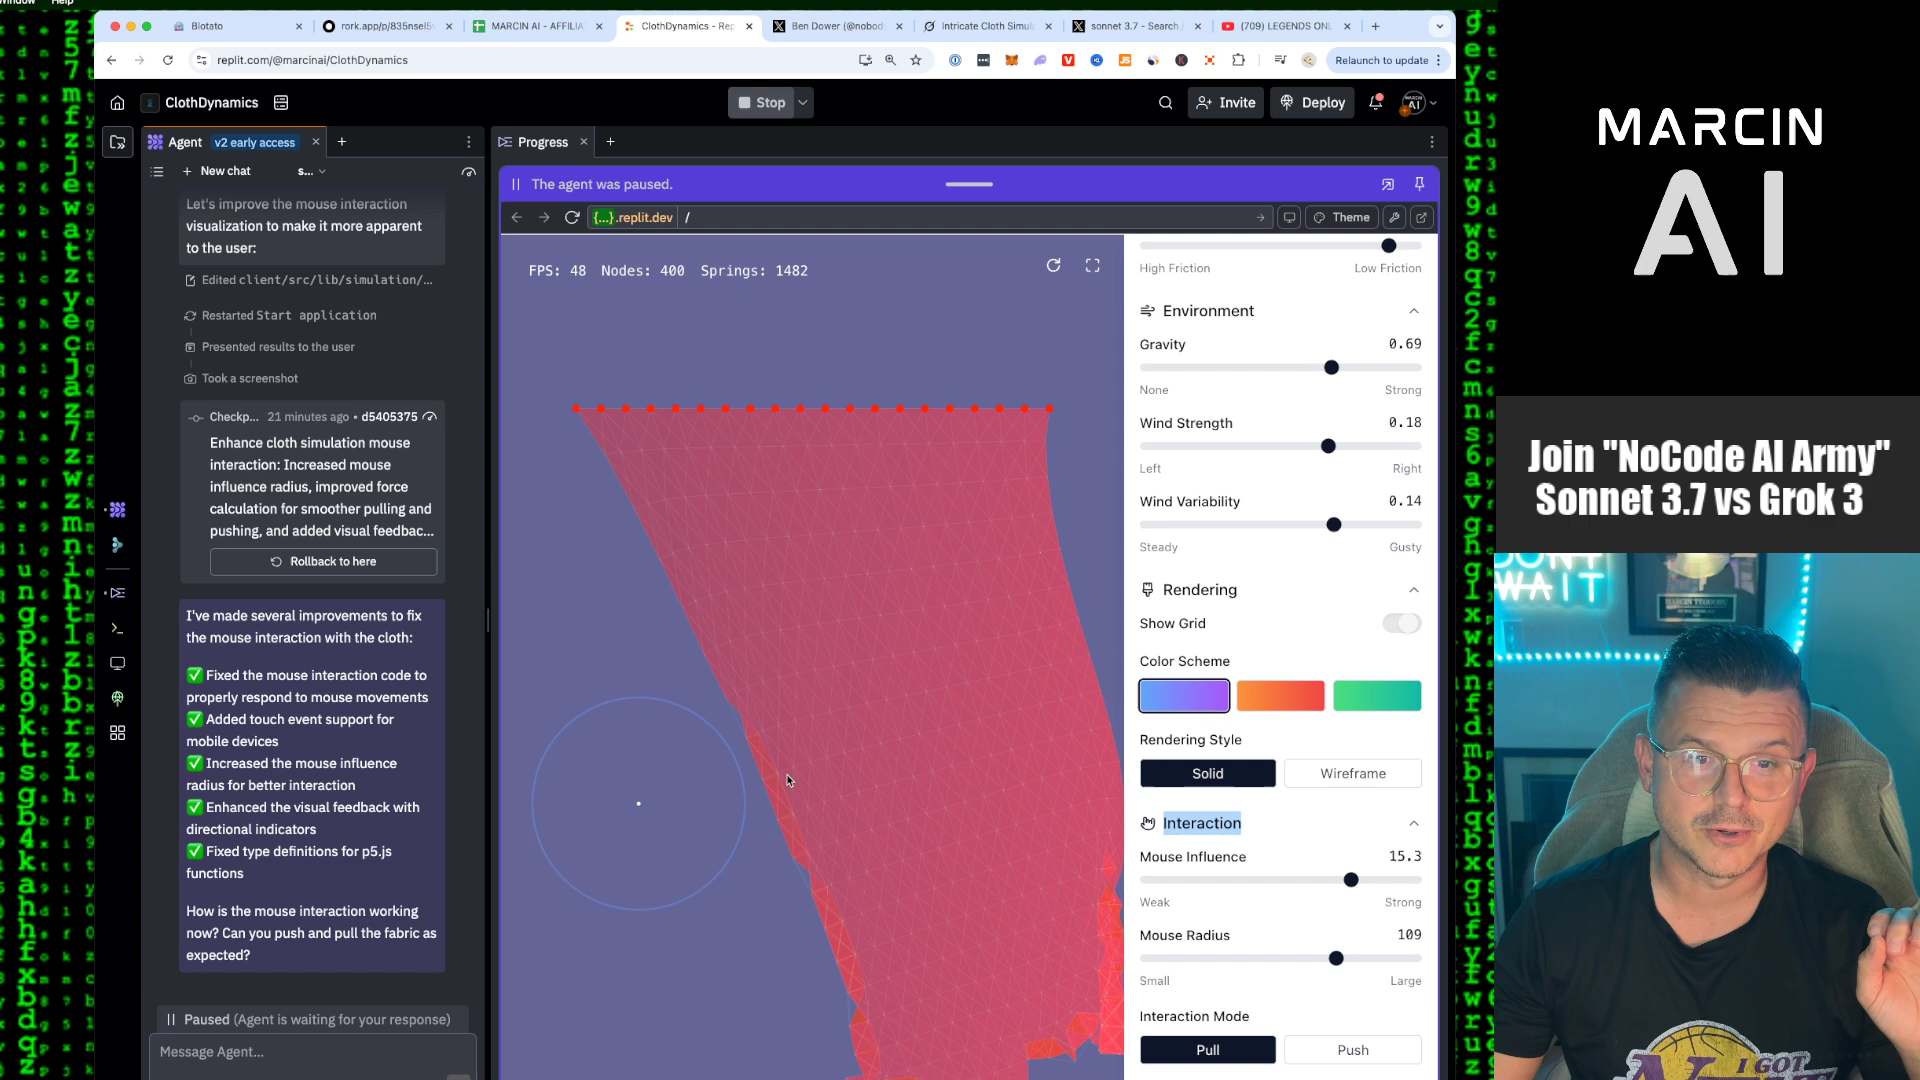 Window Help
Blotato
rork.app/p/835nsel5
MARCIN AI - AFFILIA
ClothDynamics - Rep
Ben Dower (@nobod
Intricate Cloth Simul
sonnet 3.7 - Search
(709) LEGENDS ONL
replit.com/@marcinai/ClothDynamics
Relaunch to update
ClothDynamics
Stop
Invite
Deploy
Agent
v2 early access
Progress
New chat
s...
The agent was paused.
{...}.replit.dev /
Theme
Let's improve the mouse interaction
visualization to make it more apparent
to the user:
Edited client/src/lib/simulation/...
Restarted Start application
Presented results to the user
Took a screenshot
Checkp... 21 minutes ago • d5405375
Enhance cloth simulation mouse
interaction: Increased mouse
influence radius, improved force
calculation for smoother pulling and
pushing, and added visual feedbac...
Rollback to here
I've made several improvements to fix
the mouse interaction with the cloth:
✅ Fixed the mouse interaction code to
properly respond to mouse movements
✅ Added touch event support for
mobile devices
✅ Increased the mouse influence
radius for better interaction
✅ Enhanced the visual feedback with
directional indicators
✅ Fixed type definitions for p5.js
functions
How is the mouse interaction working
now? Can you push and pull the fabric as
expected?
Paused (Agent is waiting for your response)
Message Agent...
FPS: 48 Nodes: 400 Springs: 1482
High Friction Low Friction
Environment
Gravity 0.69
None Strong
Wind Strength 0.18
Left Right
Wind Variability 0.14
Steady Gusty
Rendering
Show Grid
Color Scheme
Rendering Style
Solid Wireframe
Interaction
Mouse Influence 15.3
Weak Strong
Mouse Radius 109
Small Large
Interaction Mode
Pull Push
MARCIN
AI
Join "NoCode AI Army"
Sonnet 3.7 vs Grok 3
DON'T
WAIT
I GOT